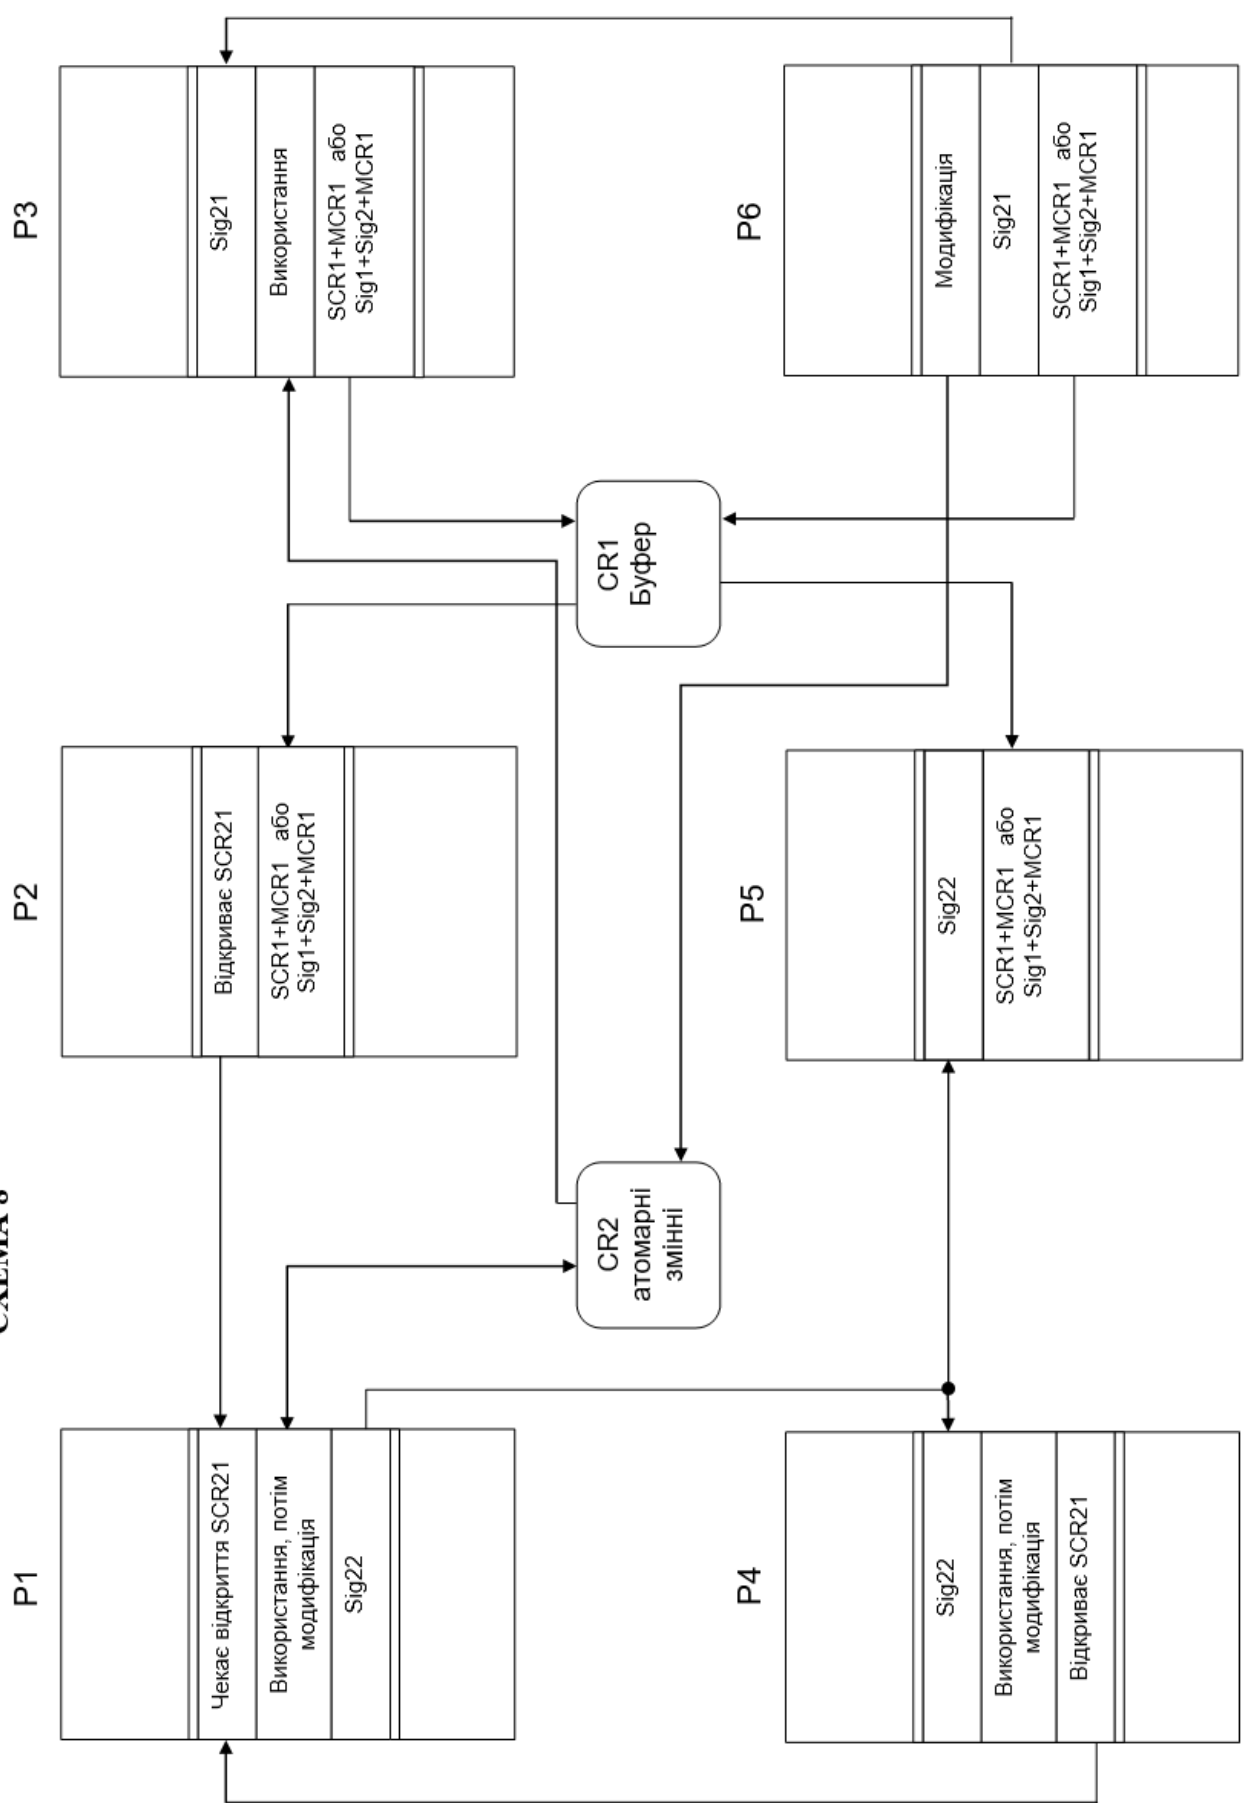 СХЕМА 8
P1
Чекає відкриття SCR21
Використання, потім
модифікація
Sig22
P2
Відкриває SCR21
SCR1+MCR1 або
Sig1+Sig2+MCR1
P3
Sig21
Використання
SCR1+MCR1 або
Sig1+Sig2+MCR1
CR2
атомарні
змінні
CR1
Буфер
P4
Sig22
Використання, потім
модифікація
Відкриває SCR21
P5
Sig22
SCR1+MCR1 або
Sig1+Sig2+MCR1
P6
Модифікація
Sig21
SCR1+MCR1 або
Sig1+Sig2+MCR1